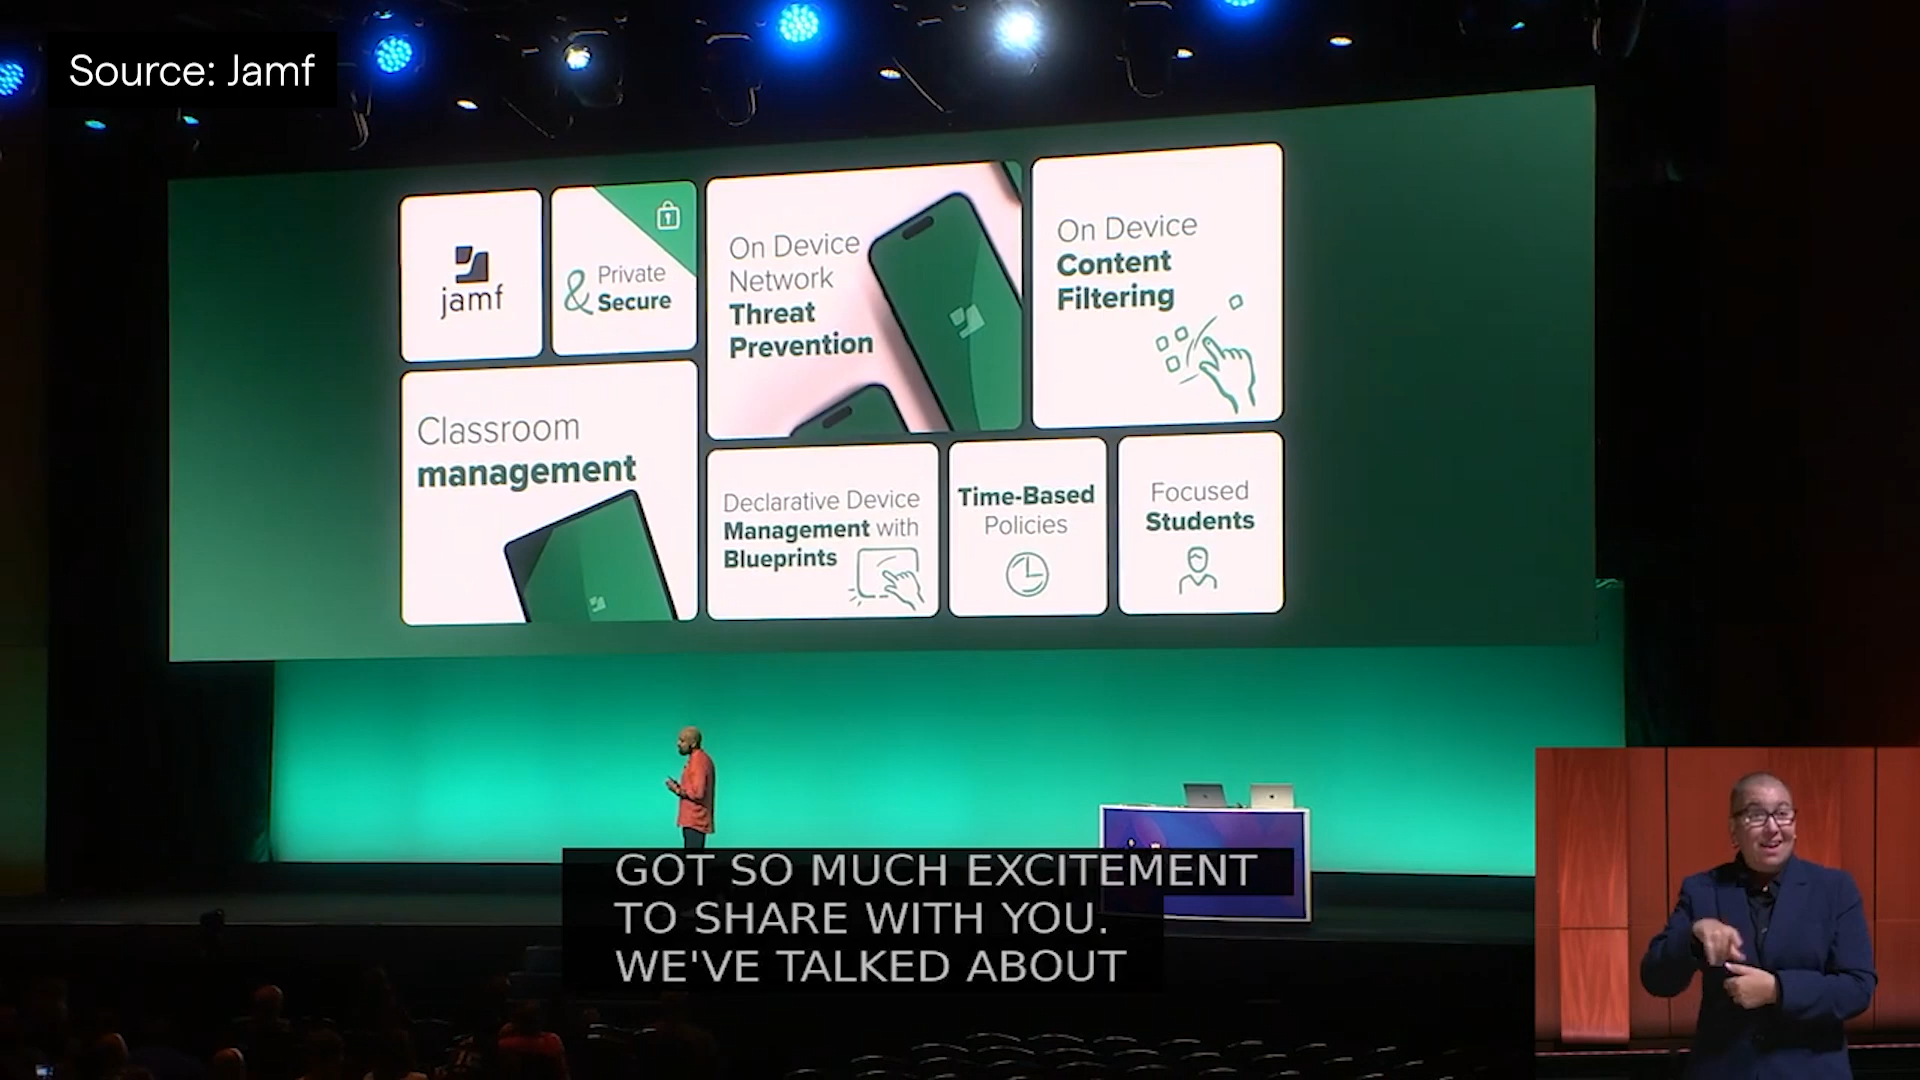 Source: Jamf
jamf
& Private
Secure
On Device
Network
Threat
Prevention
On Device
Content
Filtering
Classroom
management
Declarative Device
Management with
Blueprints
Time-Based
Policies
Focused
Students
GOT SO MUCH EXCITEMENT
TO SHARE WITH YOU.
WE'VE TALKED ABOUT